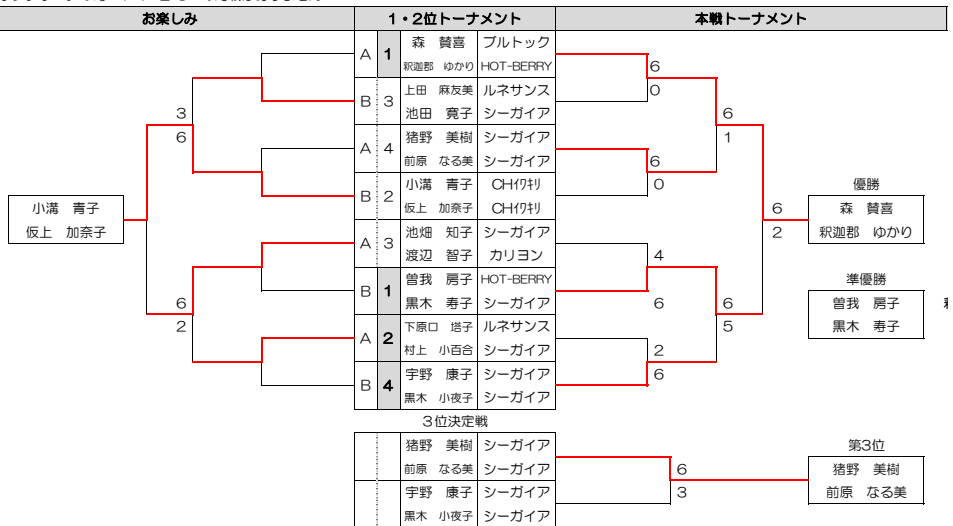 お楽しみ 1・2位トーナメント 本戦トーナメント
A 1 森 賛喜 ブルトック
釈迦郡 ゆかり HOT-BERRY 6
B 3 上田 麻友美 ルネサンス 0
3 池田 寛子 シーガイア 6
6 A 4 猪野 美樹 シーガイア 1
前原 なる美 シーガイア 6
B 2 小溝 青子 CHイワキリ 0 優勝
小溝 青子 仮上 加奈子 CHイワキリ 6 森 賛喜
仮上 加奈子 A 3 池畑 知子 シーガイア 2 釈迦郡 ゆかり
渡辺 智子 カリヨン 4
B 1 曽我 房子 HOT-BERRY 準優勝
6 黒木 寿子 シーガイア 6 6 曽我 房子
2 A 2 下原口 塔子 ルネサンス 5 黒木 寿子
村上 小百合 シーガイア 2
B 4 宇野 康子 シーガイア 6
黒木 小夜子 シーガイア
3位決定戦
猪野 美樹 シーガイア 第3位
前原 なる美 シーガイア 6 猪野 美樹
宇野 康子 シーガイア 3 前原 なる美
黒木 小夜子 シーガイア